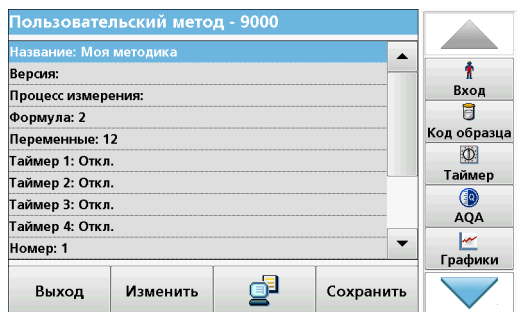 Пользовательский метод - 9000
Название: Моя методика
Версия:
Процесс измерения:
Формула: 2
Переменные: 12
Таймер 1: Откл.
Таймер 2: Откл.
Таймер 3: Откл.
Таймер 4: Откл.
Номер: 1
Выход
Изменить
Сохранить
Вход
Код образца
Таймер
AQA
Графики